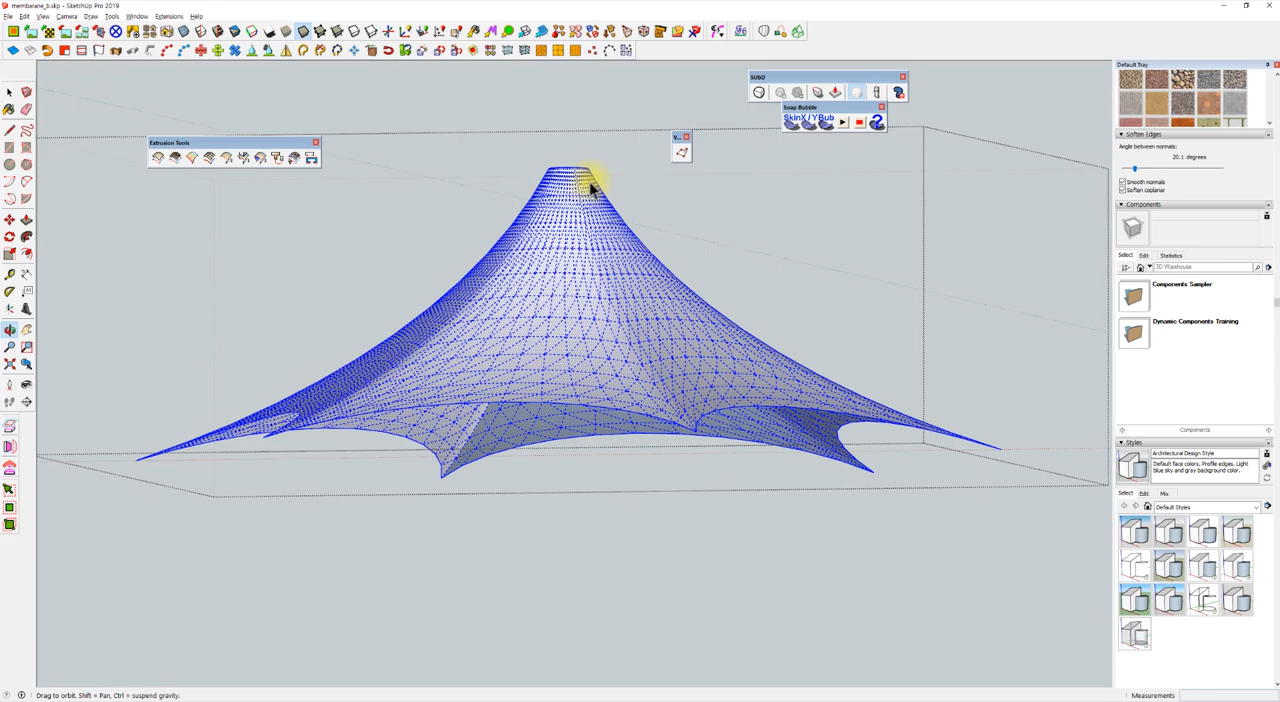 membarane_b.skp - SketchUp Pro 2019
File Edit View Camera Draw Tools Window Extensions Help
Default Tray
SUbD
Soap Bubble
Skin X / Y Bub
V...
Extrusion Tools
Soften Edges
Angle between normals:
20.1 degrees
Smooth normals
Soften coplanar
Components
Select Edit Statistics
3D Warehouse
Components Sampler
Dynamic Components Training
Components
Styles
Architectural Design Style
Default face colors. Profile edges. Light blue sky and gray background color.
Select Edit Mix
Default Styles
Drag to orbit. Shift = Pan, Ctrl = suspend gravity.
Measurements